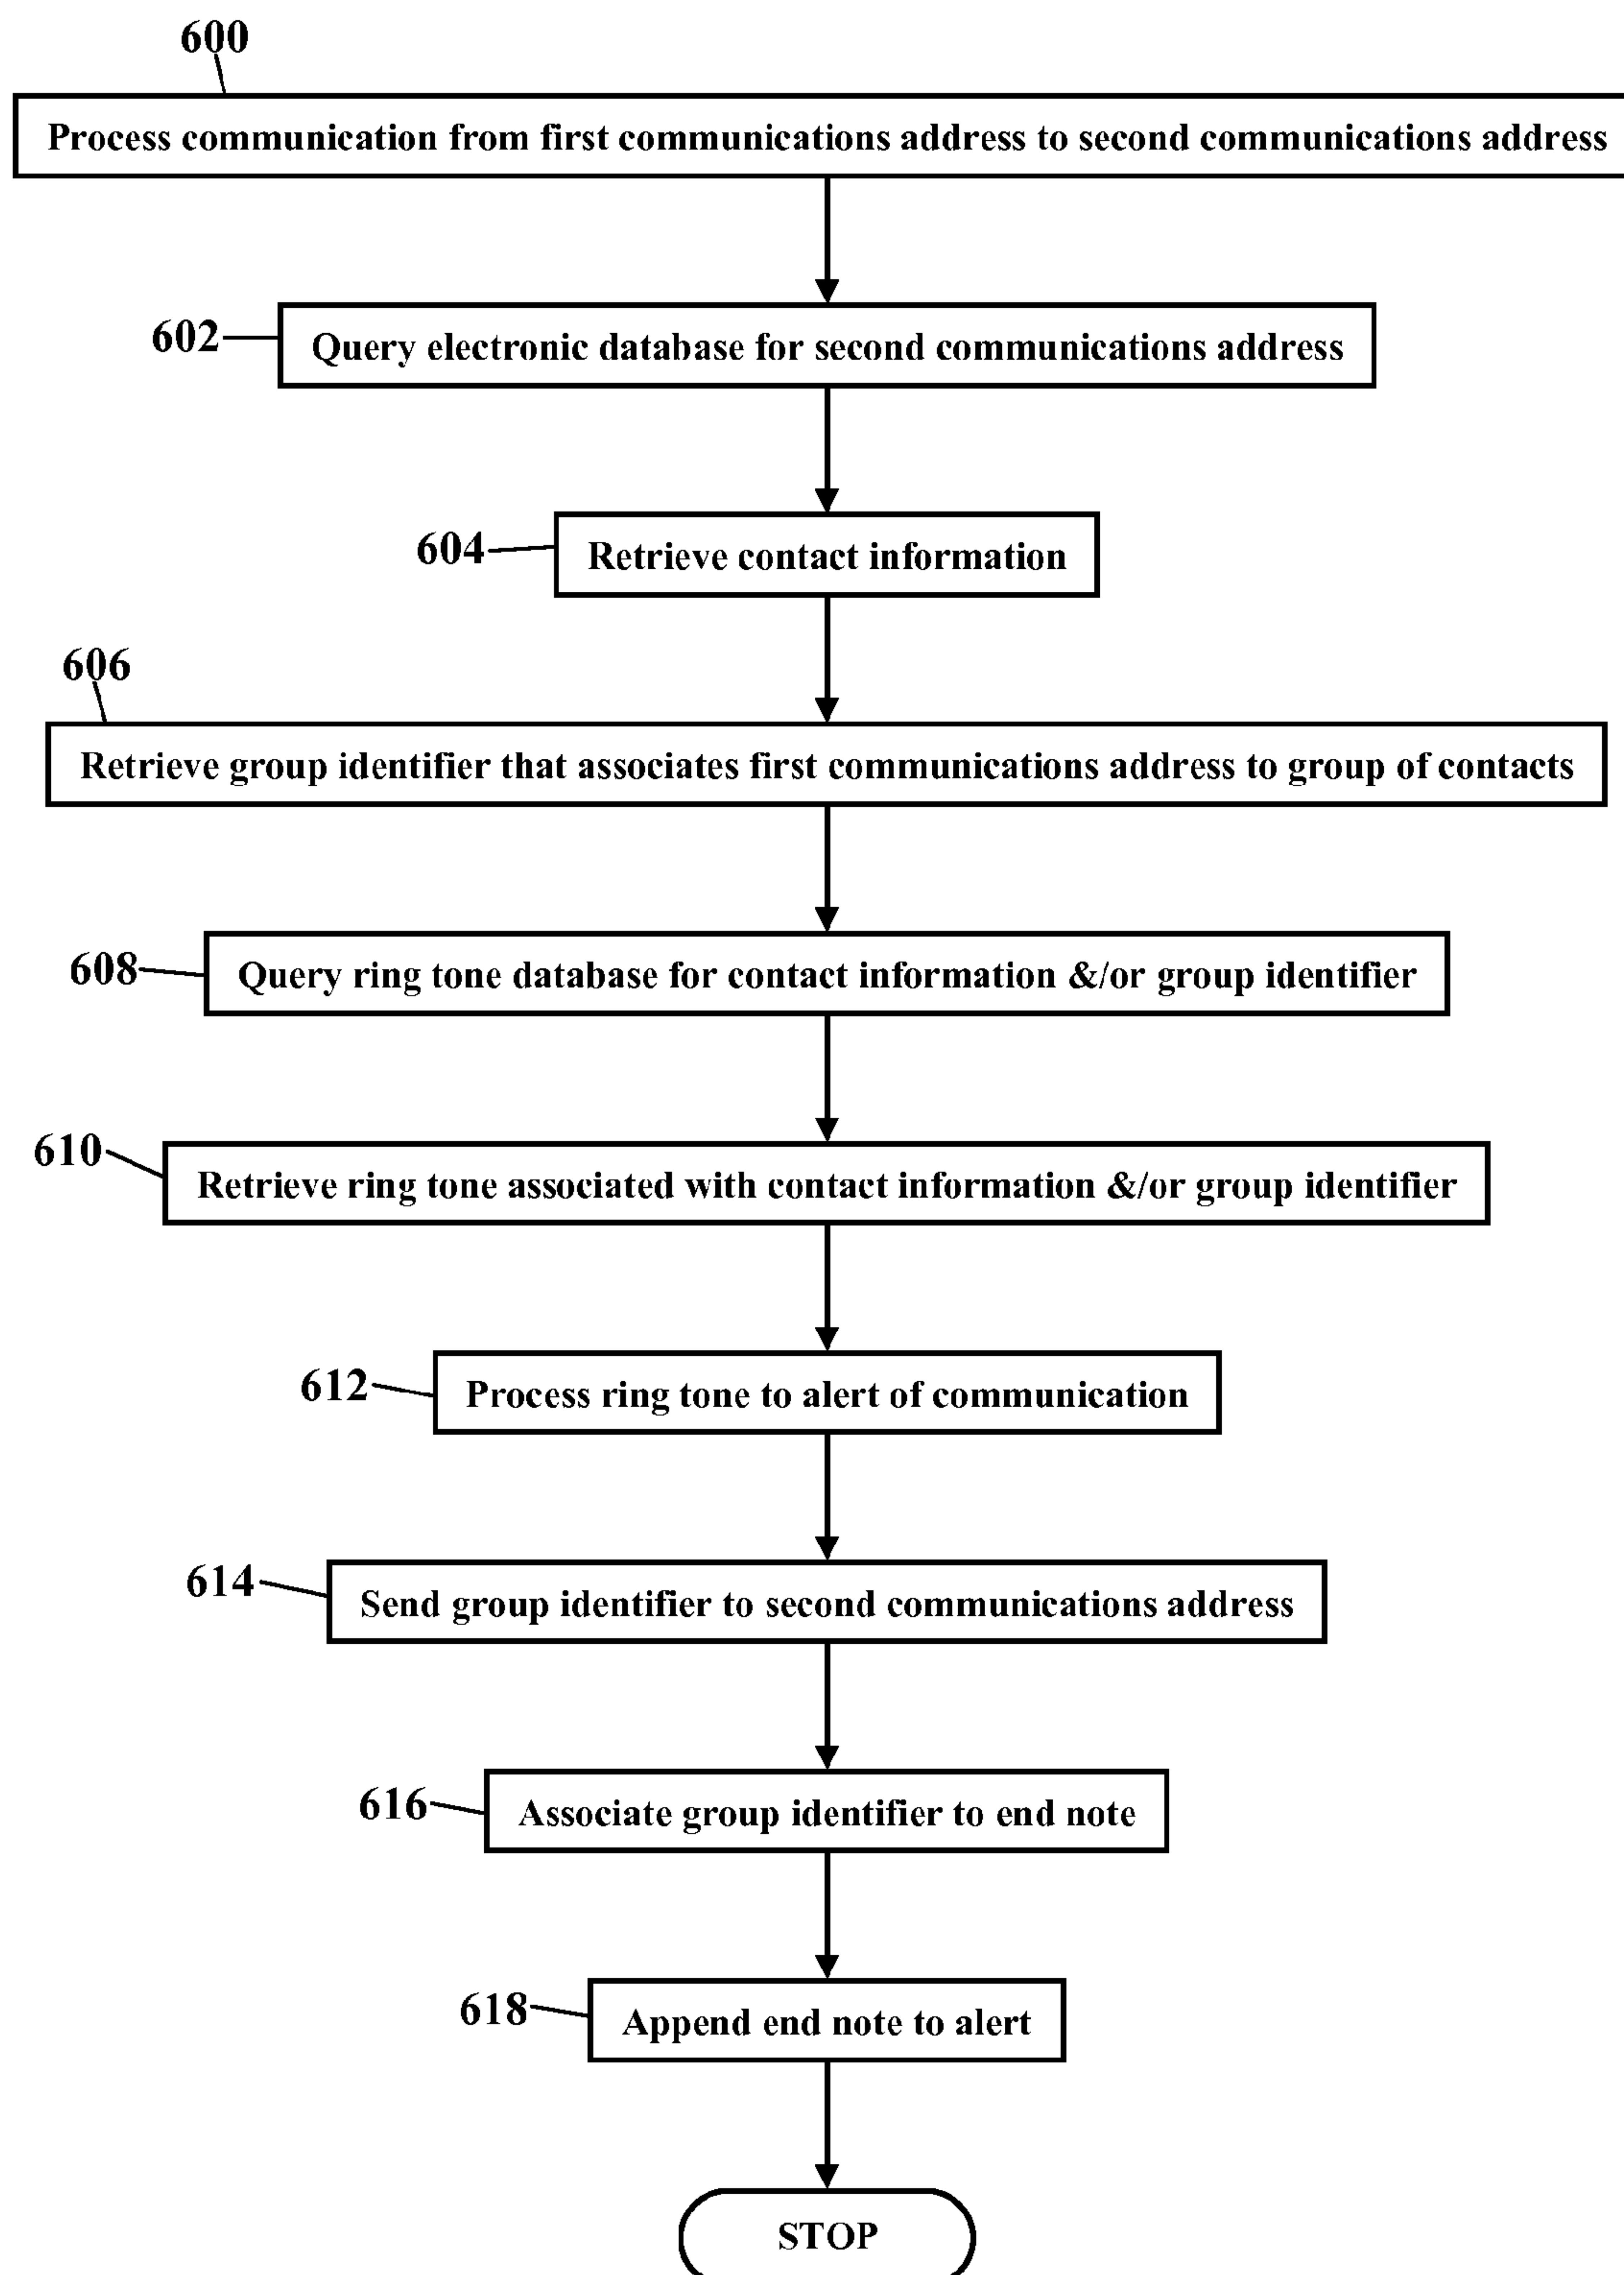 600
Process communication from first communications address to second communications address
602
Query electronic database for second communications address
604
Retrieve contact information
606
Retrieve group identifier that associates first communications address to group of contacts
608
Query ring tone database for contact information &/or group identifier
610
Retrieve ring tone associated with contact information &/or group identifier
612
Process ring tone to alert of communication
614
Send group identifier to second communications address
616
Associate group identifier to end note
618
Append end note to alert
STOP